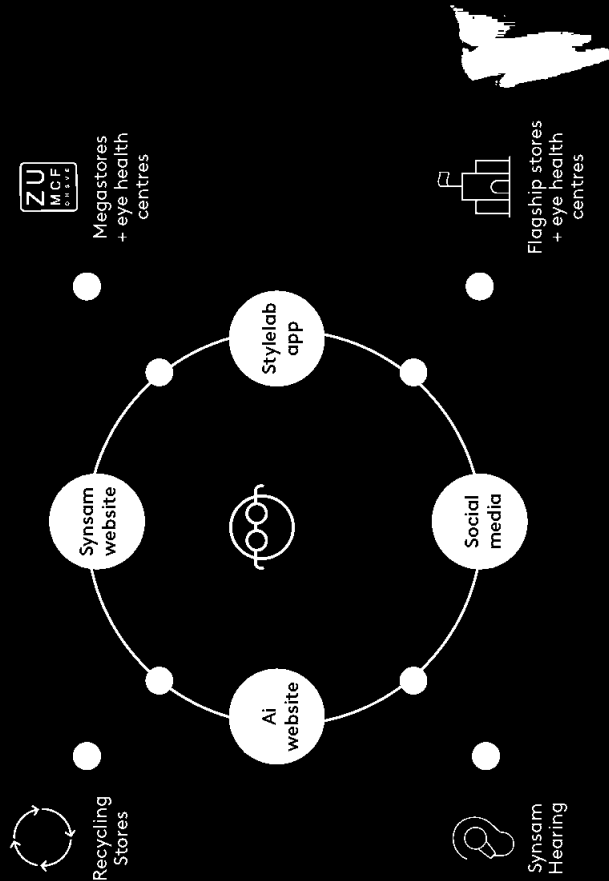 Recycling
Stores
Synsam
website
ZU
MCF
OHSVE
Megastores
+ eye health
centres
Ai
website
Stylelab
app
Social
media
Synsam
Hearing
Flagship stores
+ eye health
centres